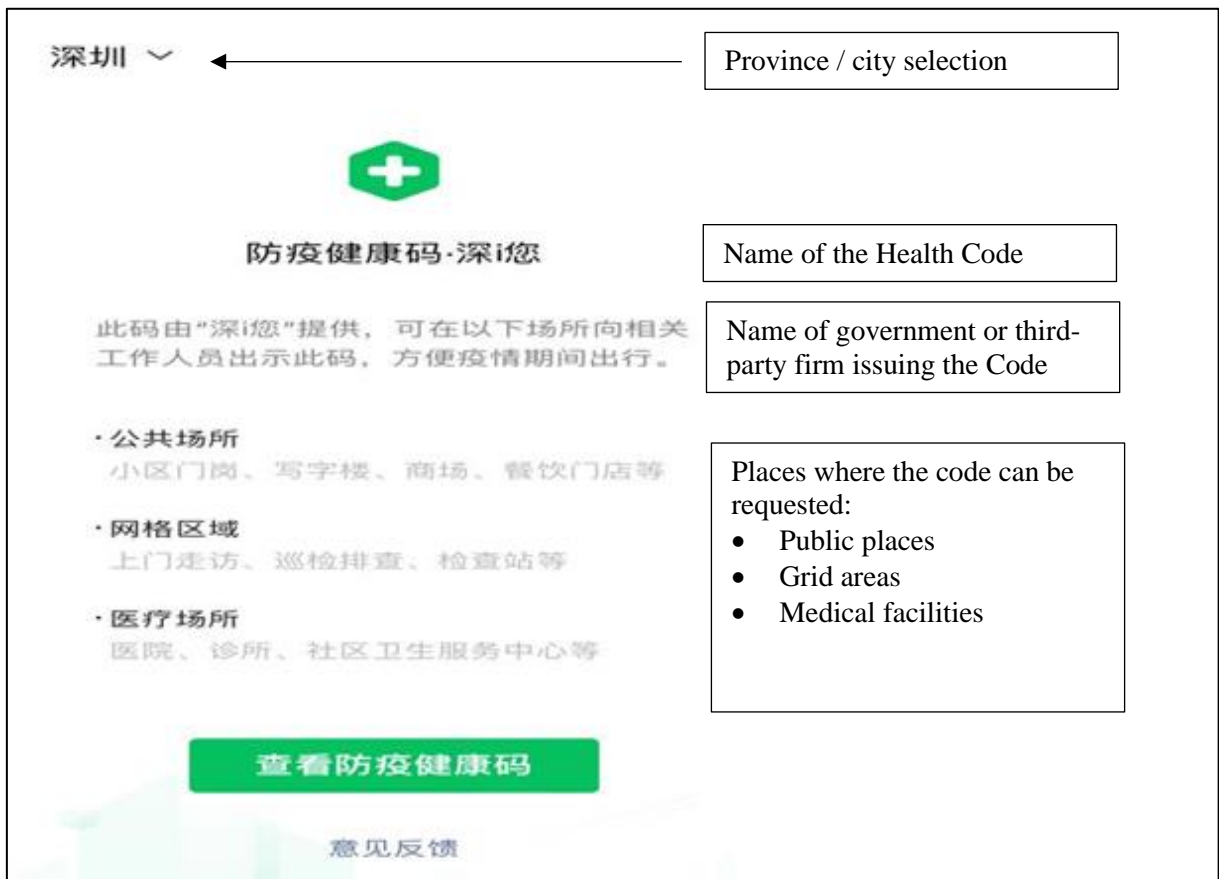 深圳
Province / city selection
防疫健康码·深i您
Name of the Health Code
此码由"深i您"提供，可在以下场所向相关
工作人员出示此码，方便疫情期间出行。
Name of government or third-
party firm issuing the Code
·公共场所
小区门岗、写字楼、商场、餐饮门店等
·网格区域
上门走访、巡检排查、检查站等
·医疗场所
医院、诊所、社区卫生服务中心等
Places where the code can be
requested:
• Public places
• Grid areas
• Medical facilities
查看防疫健康码
意见反馈